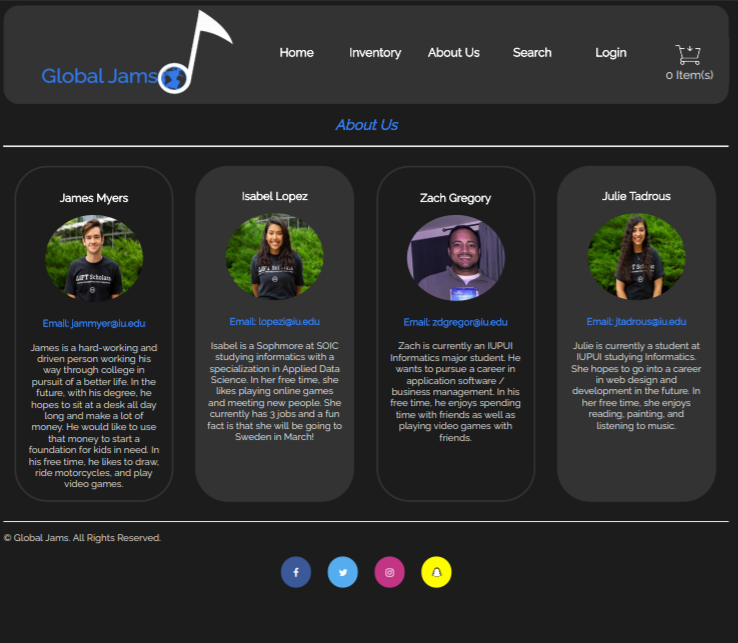 Global Jams
Home
Inventory
About Us
Search
Login
0 Item(s)
About Us
James Myers
Email: jammyer@iu.edu
James is a hard-working and
driven person working his
way through college in
pursuit of a better life. In the
future, with his degree, he
hopes to sit at a desk all day
long and make a lot of
money. He would like to use
that money to start a
foundation for kids in need. In
his free time, he likes to draw,
ride motorcycles, and play
video games.
Isabel Lopez
Email: lopezi@iu.edu
Isabel is a Sophmore at SOIC
studying informatics with a
specialization in Applied Data
Science. In her free time, she
likes playing online games
and meeting new people. She
currently has 3 jobs and a fun
fact is that she will be going to
Sweden in March!
Zach Gregory
Email: zdgregor@iu.edu
Zach is currently an IUPUI
Informatics major student. He
wants to pursue a career in
application software /
business management. In his
free time, he enjoys spending
time with friends as well as
playing video games with
friends.
Julie Tadrous
Email: jtadrous@iu.edu
Julie is currently a student at
IUPUI studying Informatics.
She hopes to go into a career
in web design and
development in the future. In
her free time, she enjoys
reading, painting, and
listening to music.
© Global Jams. All Rights Reserved.